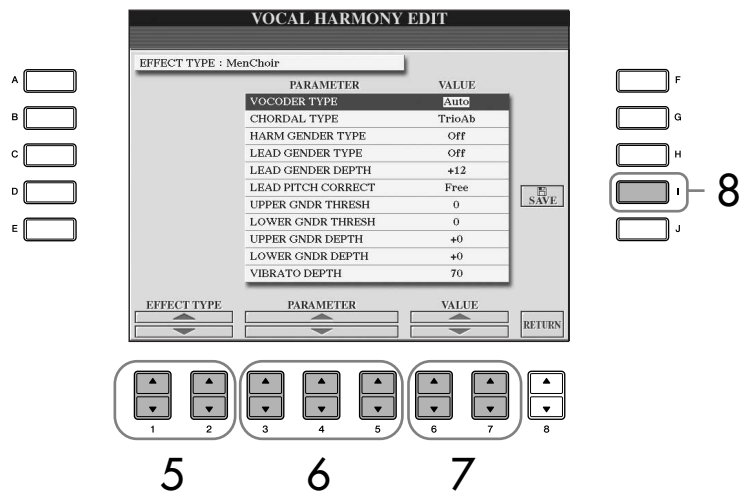 VOCAL HARMONY EDIT
EFFECT TYPE : MenChoir
PARAMETER VALUE
VOCODER TYPE Auto
CHORDAL TYPE TrioAb
HARM GENDER TYPE Off
LEAD GENDER TYPE Off
LEAD GENDER DEPTH +12
LEAD PITCH CORRECT Free
UPPER GNDR THRESH 0
LOWER GNDR THRESH 0
UPPER GNDR DEPTH +0
LOWER GNDR DEPTH +0
VIBRATO DEPTH 70
A
B
C
D
E
F
G
H
I
J
8
SAVE
EFFECT TYPE PARAMETER VALUE
RETURN
1 2 3 4 5 6 7 8
5 6 7